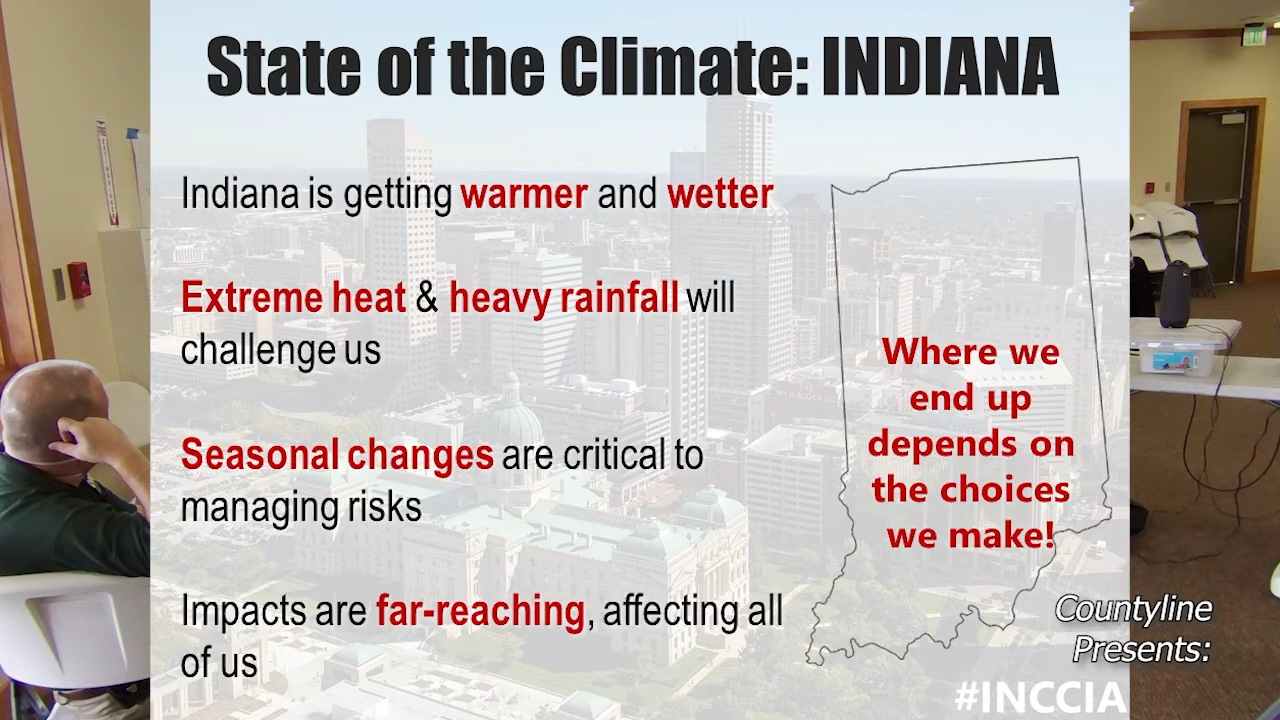 State of the Climate: INDIANA
Indiana is getting warmer and wetter
Extreme heat & heavy rainfall will
challenge us
Seasonal changes are critical to
managing risks
Impacts are far-reaching, affecting all
of us
Where we
end up
depends on
the choices
we make!
Countyline
Presents:
#INCCIA